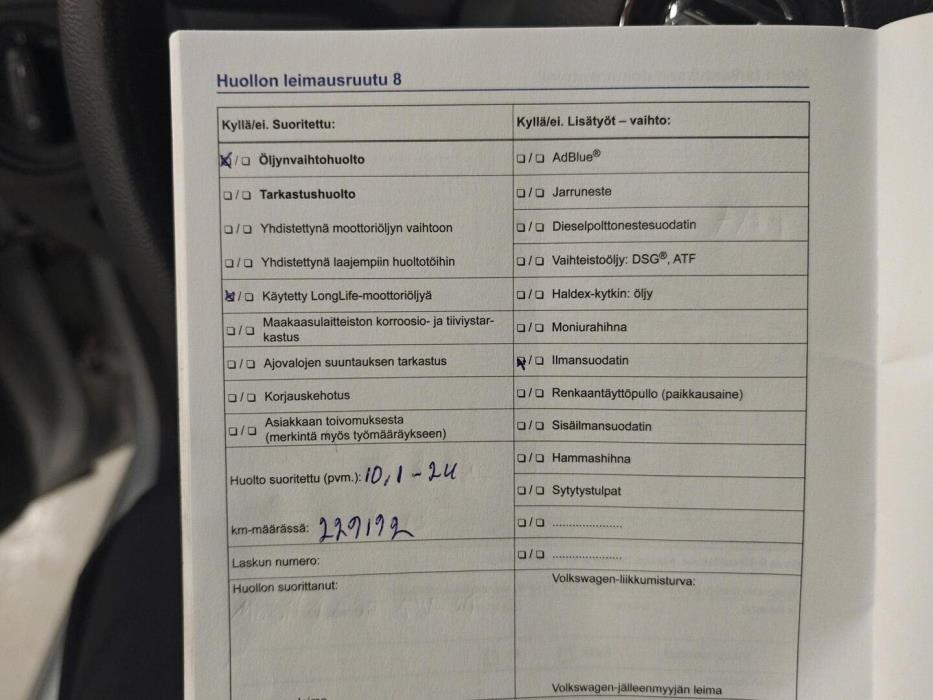 Huollon leimausruutu 8
Kyllä/ei. Suoritettu:
☒/☐ Öljynvaihtohuolto
☐/☐ Tarkastushuolto
☐/☐ Yhdistettynä moottoriöljyn vaihtoon
☐/☐ Yhdistettynä laajempiin huoltotöihin
☒/☐ Käytetty LongLife-moottoriöljyä
☐/☐ Maakaasulaitteiston korroosio- ja tiiviystar-
kastus
☐/☐ Ajovalojen suuntauksen tarkastus
☐/☐ Korjauskehotus
☐/☐ Asiakkaan toivomuksesta
(merkintä myös työmääräykseen)
Huolto suoritettu (pvm.): 10,1-24
km-määrässä: 229192
Laskun numero:
Huollon suorittanut:
Kyllä/ei. Lisätyöt – vaihto:
☐/☐ AdBlue®
☐/☐ Jarruneste
☐/☐ Dieselpolttonestesuodatin
☐/☐ Vaihteistoöljy: DSG®, ATF
☐/☐ Haldex-kytkin: öljy
☐/☐ Moniurahihna
☒/☐ Ilmansuodatin
☐/☐ Renkaantäyttöpullo (paikkausaine)
☐/☐ Sisäilmansuodatin
☐/☐ Hammashihna
☐/☐ Sytytystulpat
☐/☐ .....................
☐/☐ .....................
Volkswagen-liikkumisturva:
Volkswagen-jälleenmyyjän leima